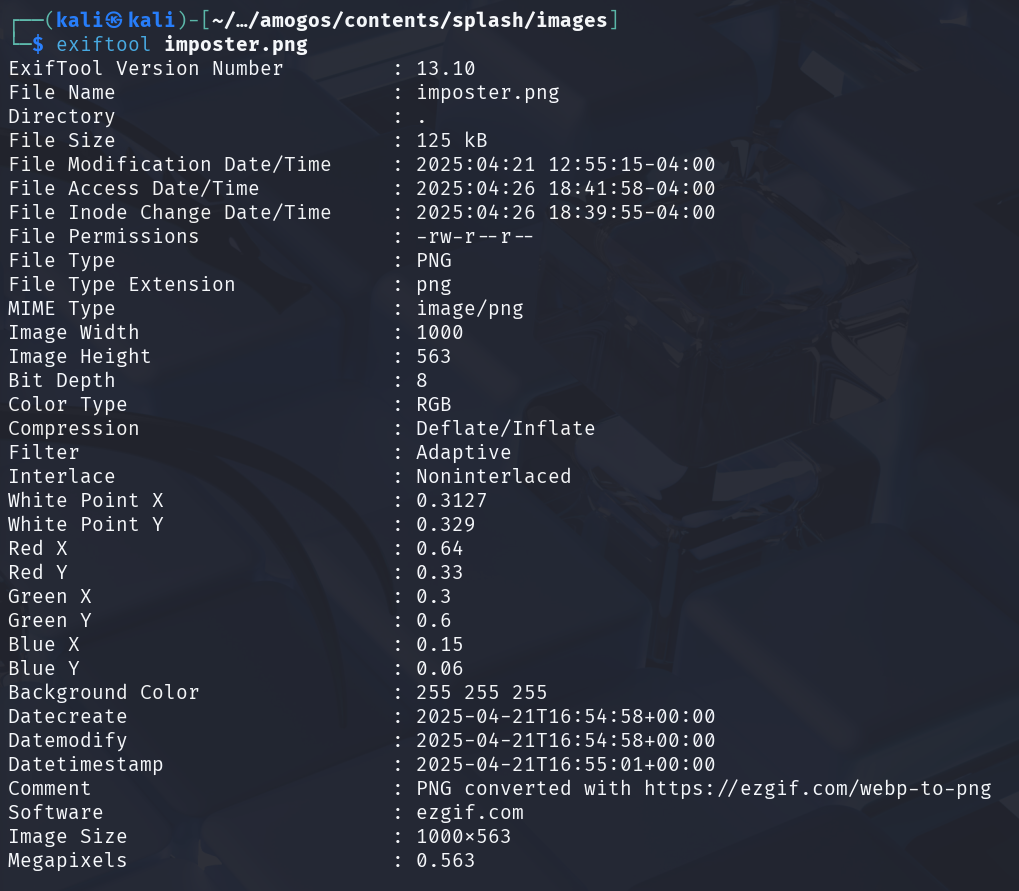 ┌──(kali㉿kali)-[~/…/amogos/contents/splash/images]
└─$ exiftool imposter.png
ExifTool Version Number         : 13.10
File Name                       : imposter.png
Directory                       : .
File Size                       : 125 kB
File Modification Date/Time     : 2025:04:21 12:55:15-04:00
File Access Date/Time           : 2025:04:26 18:41:58-04:00
File Inode Change Date/Time     : 2025:04:26 18:39:55-04:00
File Permissions                : -rw-r--r--
File Type                       : PNG
File Type Extension             : png
MIME Type                       : image/png
Image Width                     : 1000
Image Height                    : 563
Bit Depth                       : 8
Color Type                      : RGB
Compression                     : Deflate/Inflate
Filter                          : Adaptive
Interlace                       : Noninterlaced
White Point X                   : 0.3127
White Point Y                   : 0.329
Red X                           : 0.64
Red Y                           : 0.33
Green X                         : 0.3
Green Y                         : 0.6
Blue X                          : 0.15
Blue Y                          : 0.06
Background Color                : 255 255 255
Datecreate                      : 2025-04-21T16:54:58+00:00
Datemodify                      : 2025-04-21T16:54:58+00:00
Datetimestamp                   : 2025-04-21T16:55:01+00:00
Comment                         : PNG converted with https://ezgif.com/webp-to-png
Software                        : ezgif.com
Image Size                      : 1000×563
Megapixels                      : 0.563